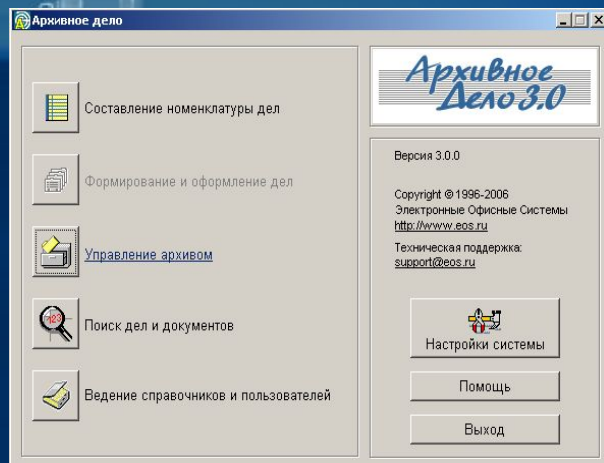 Архивное дело
Составление номенклатуры дел
Формирование и оформление дел
Управление архивом
Поиск дел и документов
Ведение справочников и пользователей
Архивное
Дело 3.0
Версия 3.0.0
Copyright © 1996-2006
Электронные Офисные Системы
http://www.eos.ru
Техническая поддержка:
support@eos.ru
Настройки системы
Помощь
Выход